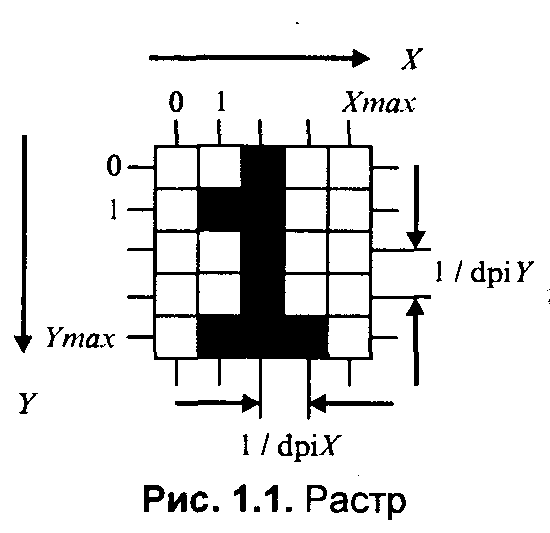 X
0 1 Xmax
0
1
1 / dpiY
Ymax
Y
1 / dpiX
Рис. 1.1. Растр